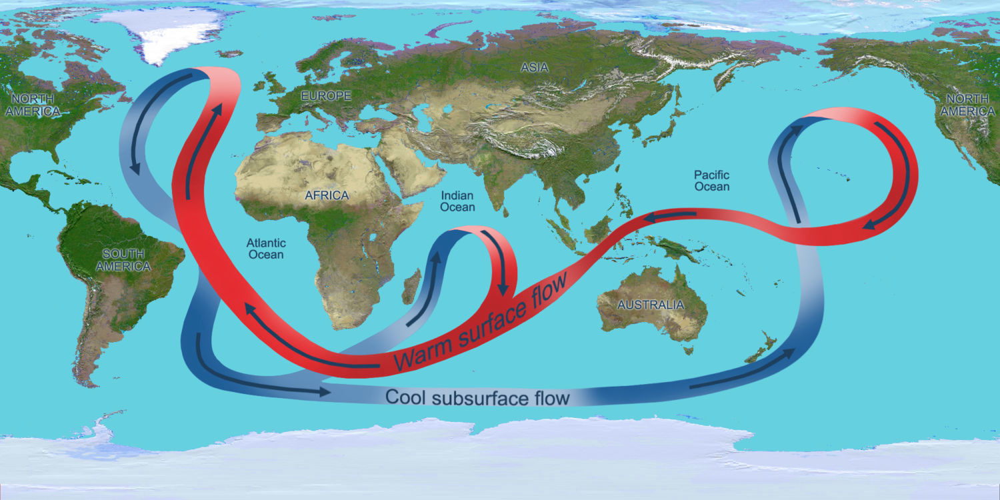 ASIA
EUROPE
NORTH
AMERICA
NORTH
AMERICA
Pacific
Ocean
AFRICA
Indian
Ocean
Atlantic
Ocean
SOUTH
AMERICA
AUSTRALIA
Warm surface flow
Cool subsurface flow